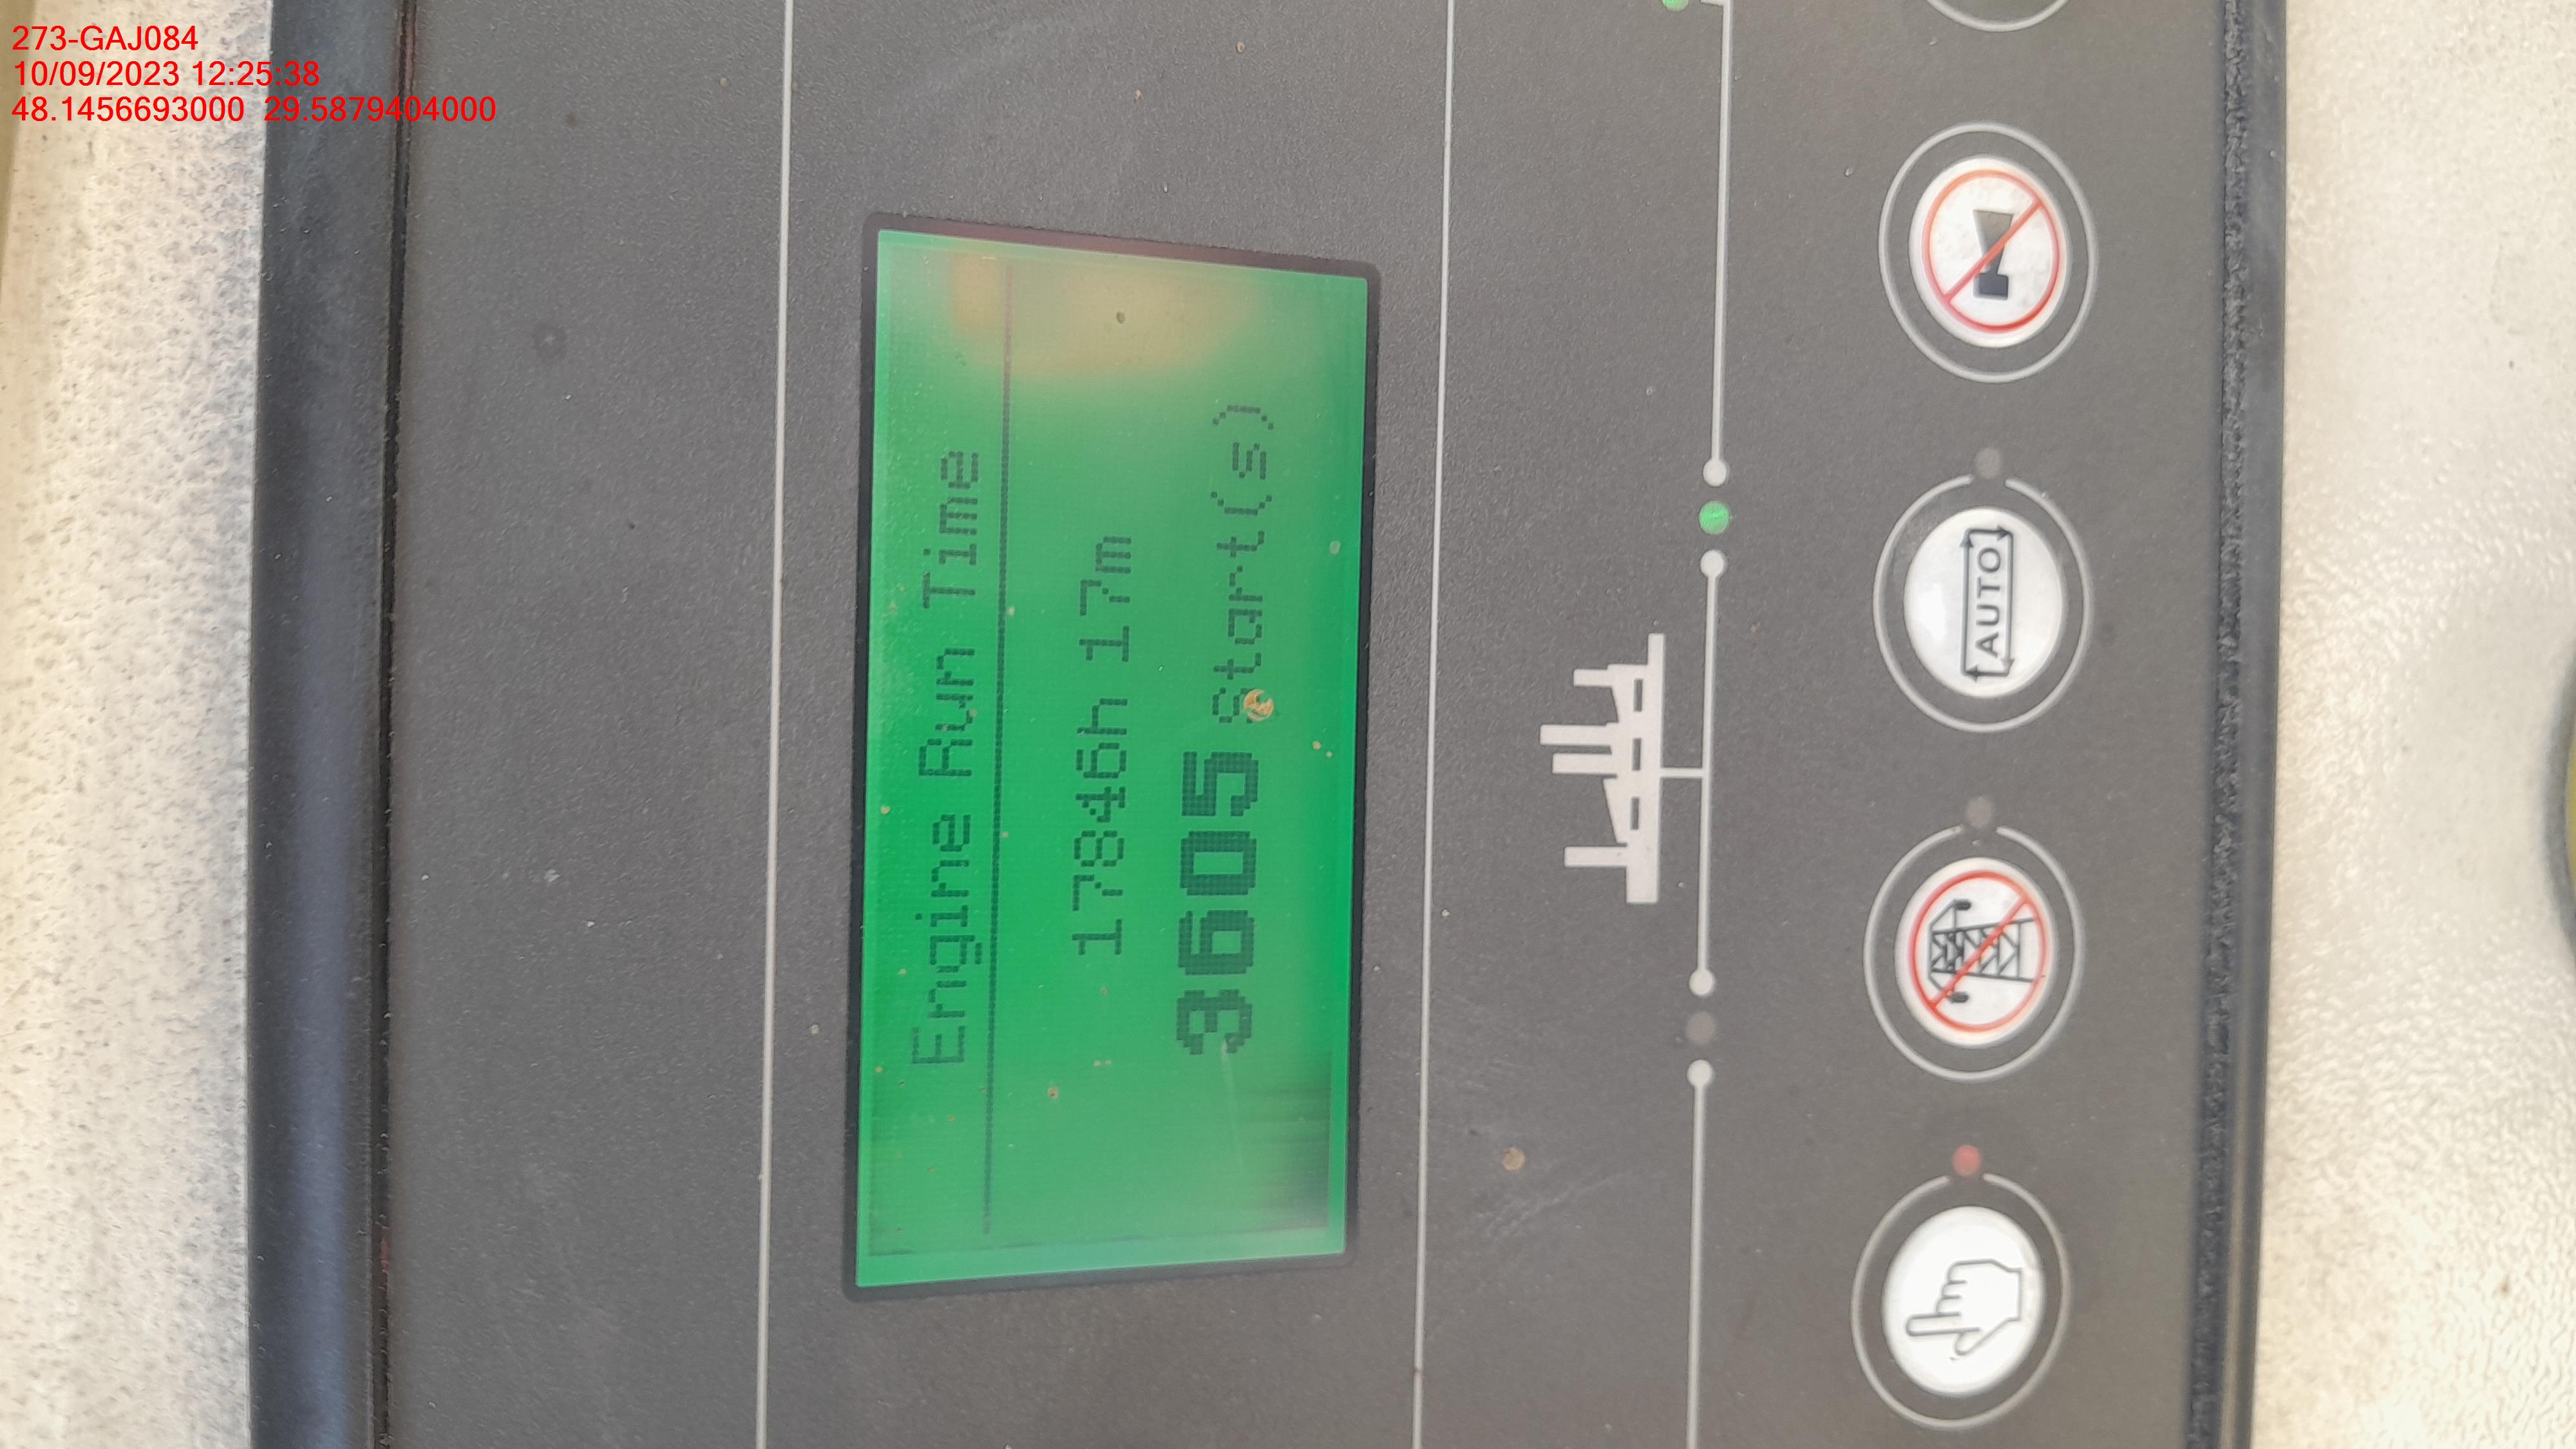 273-GAJ084
10/09/2023 12:25:38
48.1456693000 29.5879404000
Engine Run Time
17846h 17m
3605 start(s)
AUTO